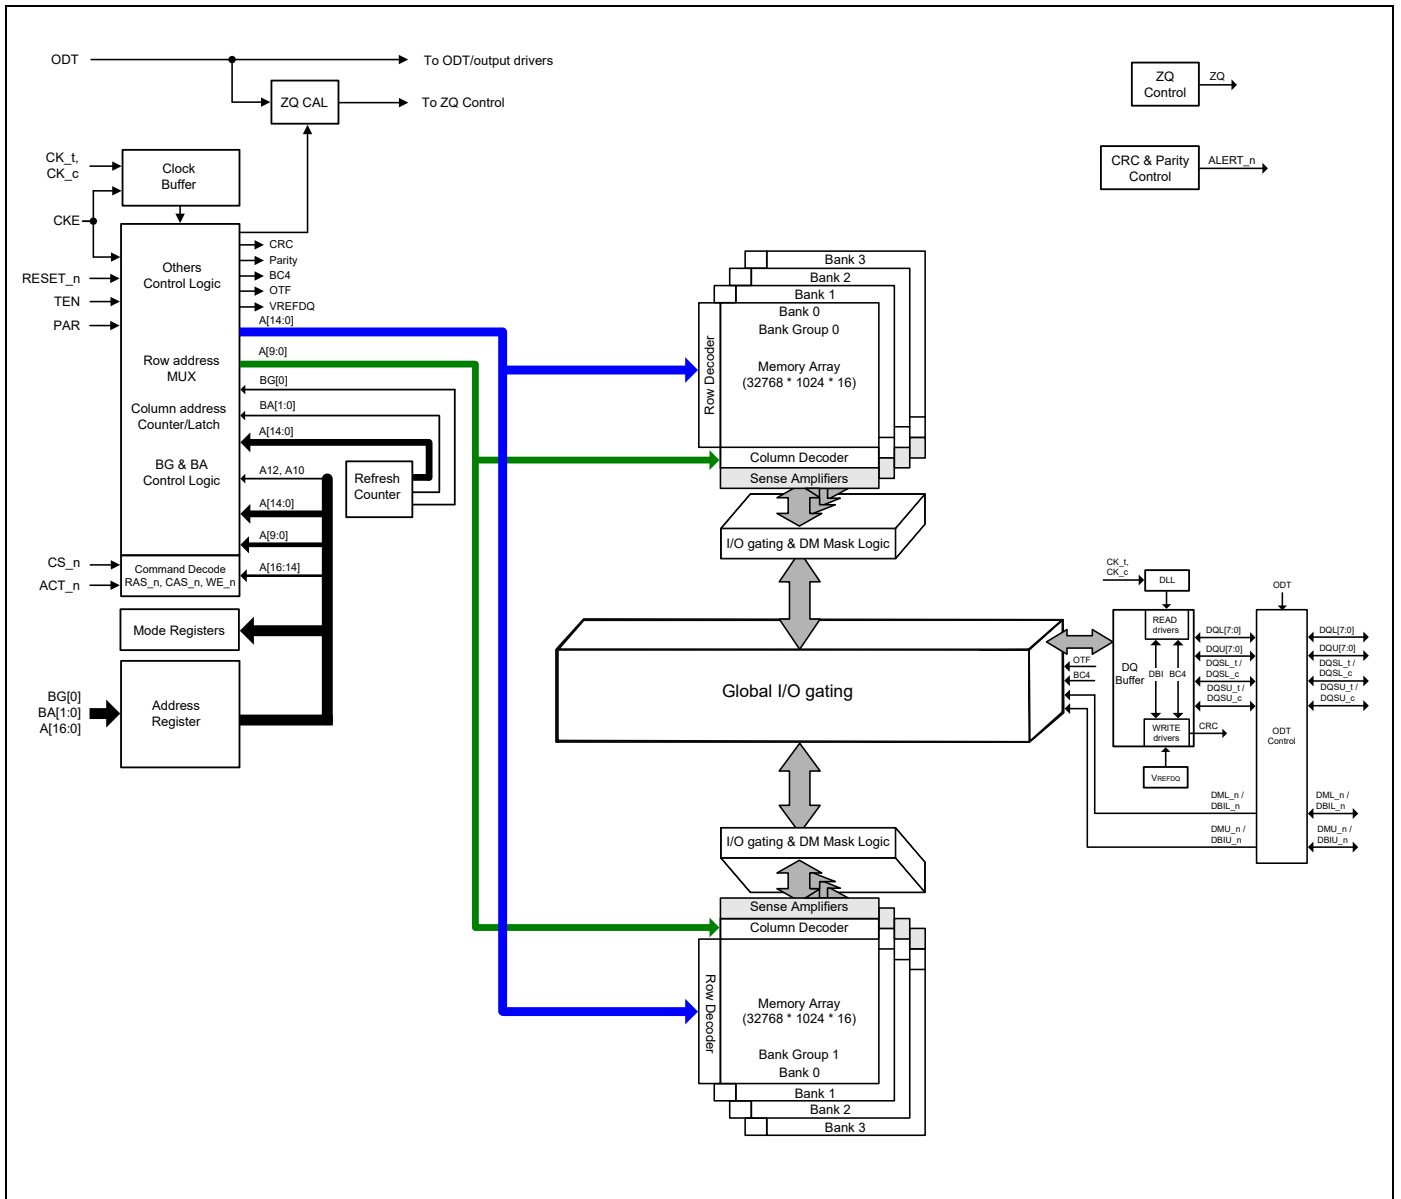 ODT
To ODT/output drivers
ZQ CAL
To ZQ Control
ZQ
Control
ZQ
CRC & Parity
Control
ALERT_n
CK_t,
CK_c
Clock
Buffer
CKE
RESET_n
TEN
PAR
Others
Control Logic
CRC
Parity
BC4
OTF
VREFDQ
A[14:0]
Row address
MUX
A[9:0]
BG[0]
Column address
Counter/Latch
BA[1:0]
A[14:0]
BG & BA
Control Logic
A12, A10
A[14:0]
A[9:0]
Refresh
Counter
CS_n
ACT_n
Command Decode
RAS_n, CAS_n, WE_n
A[16:14]
Mode Registers
BG[0]
BA[1:0]
A[16:0]
Address
Register
Bank 3
Bank 2
Bank 1
Bank 0
Bank Group 0
Row Decoder
Memory Array
(32768 * 1024 * 16)
Column Decoder
Sense Amplifiers
I/O gating & DM Mask Logic
Global I/O gating
I/O gating & DM Mask Logic
Sense Amplifiers
Column Decoder
Row Decoder
Memory Array
(32768 * 1024 * 16)
Bank Group 1
Bank 0
Bank 1
Bank 2
Bank 3
CK_t,
CK_c
DLL
OTF
BC4
DQ
Buffer
READ
drivers
DBI
BC4
WRITE
drivers
CRC
VREFDQ
DQL[7:0]
DQU[7:0]
DQSL_t /
DQSL_c
DQSU_t /
DQSU_c
DML_n /
DBIL_n
DMU_n /
DBIU_n
ODT
ODT
Control
DQL[7:0]
DQU[7:0]
DQSL_t /
DQSL_c
DQSU_t /
DQSU_c
DML_n /
DBIL_n
DMU_n /
DBIU_n